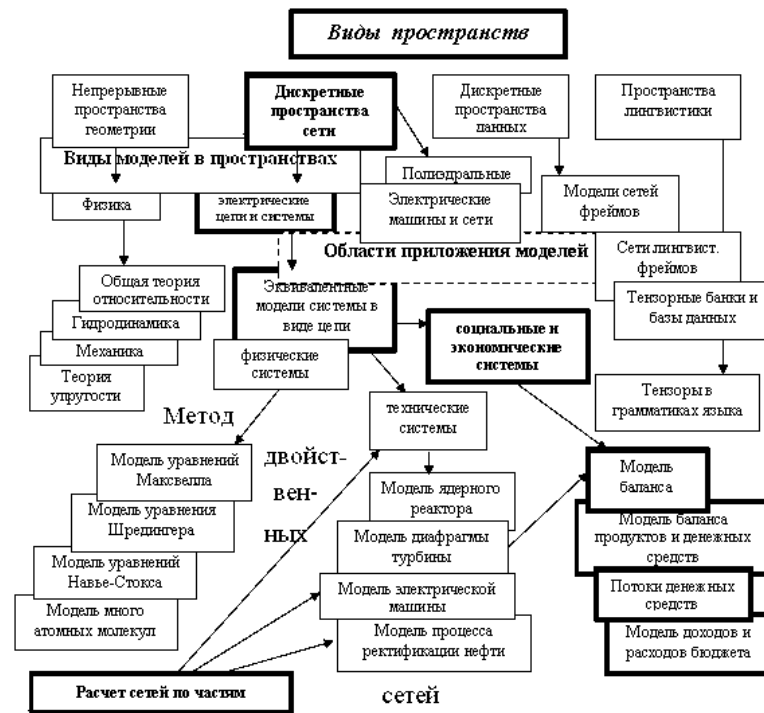 Виды пространств
Непрерывные
пространства
геометрии
Дискретные
пространства
сети
Дискретные
пространства
данных
Пространства
лингвистики
Виды моделей в пространствах
Полиэдральные
Физика
электрические
цепи и системы
Электрические
машины и сети
Модели сетей
фреймов
Области приложения моделей
Сети лингвист.
фреймов
Общая теория
относительности
Гидродинамика
Механика
Теория
упругости
Эквивалентные
модели системы в
виде цепи
физические
системы
социальные и
экономические
системы
Тензорные банки и
базы данных
Тензоры в
грамматиках языка
Метод
двойст-
вен-
ных
технические
системы
Модель уравнений
Максвелла
Модель уравнения
Шредингера
Модель уравнений
Навье-Стокса
Модель много
атомных молекул
Модель ядерного
реактора
Модель диафрагмы
турбины
Модель электрической
машины
Модель процесса
ректификации нефти
Модель
баланса
Модель баланса
продуктов и денежных
средств
Потоки денежных
средств
Модель доходов и
расходов бюджета
Расчет сетей по частям
сетей